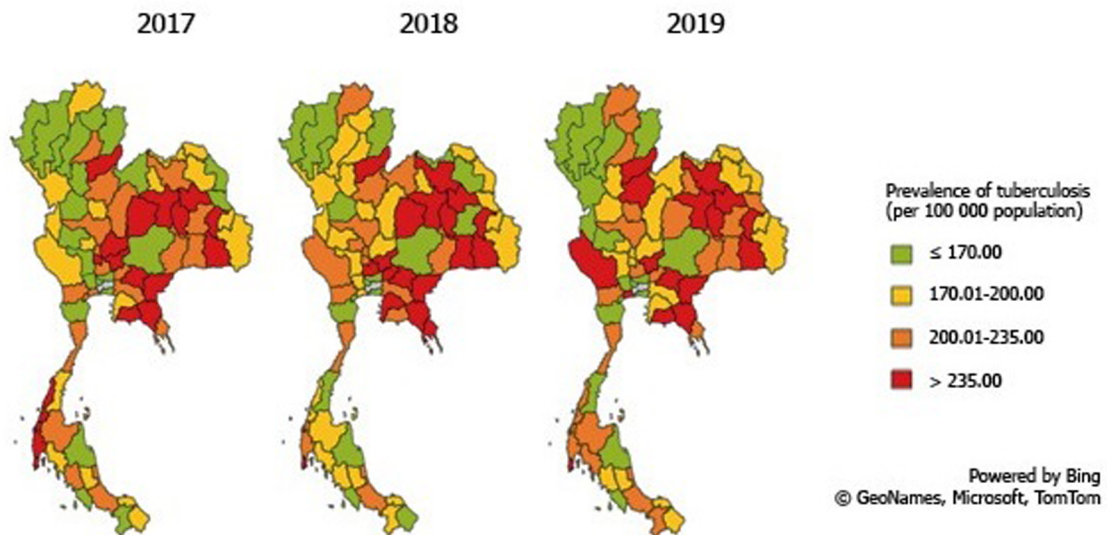 2017
2018
2019
Prevalence of tuberculosis
(per 100 000 population)
≤ 170.00
170.01-200.00
200.01-235.00
> 235.00
Powered by Bing
© GeoNames, Microsoft, TomTom